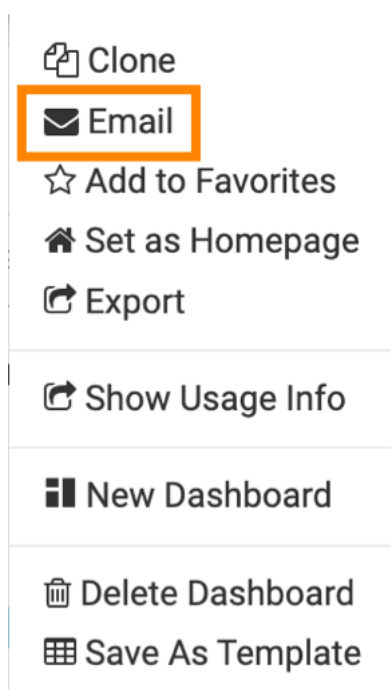 Clone
Email
Add to Favorites
Set as Homepage
Export
Show Usage Info
New Dashboard
Delete Dashboard
Save As Template